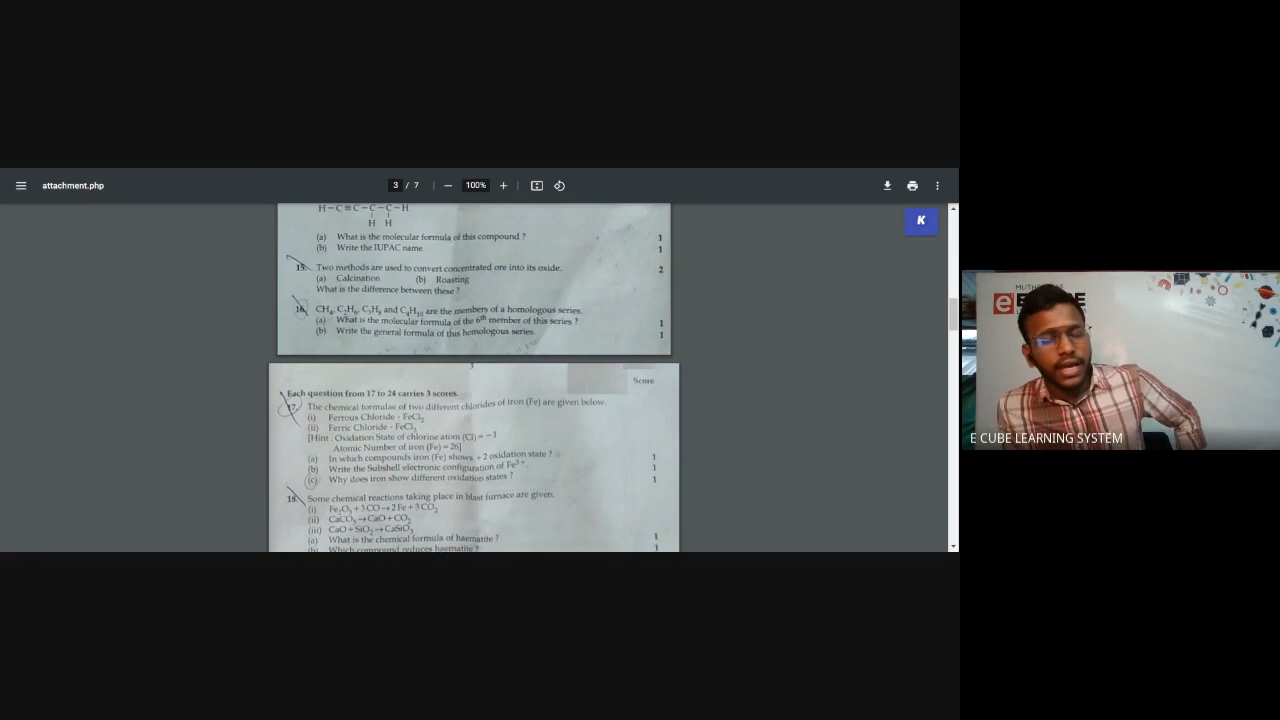 attachment.php
3 / 7
100%
K
H-C≡C-C-C-H
H H
(a) What is the molecular formula of this compound ? 1
(b) Write the IUPAC name. 1
15. Two methods are used to convert concentrated ore into its oxide. 2
(a) Calcination (b) Roasting
What is the difference between these ?
16. CH₄, C₂H₆, C₃H₈ and C₄H₁₀ are the members of a homologous series.
(a) What is the molecular formula of the 6th member of this series ? 1
(b) Write the general formula of this homologous series. 1
3
Score
Each question from 17 to 24 carries 3 scores.
17. The chemical formulae of two different chlorides of iron (Fe) are given below.
(i) Ferrous Chloride - FeCl₂
(ii) Ferric Chloride - FeCl₃
[Hint : Oxidation State of chlorine atom (Cl) = −1
Atomic Number of iron (Fe) = 26]
(a) In which compounds iron (Fe) shows +2 oxidation state ? 1
(b) Write the Subshell electronic configuration of Fe³⁺. 1
(c) Why does iron show different oxidation states ? 1
18. Some chemical reactions taking place in blast furnace are given.
(i) Fe₂O₃ + 3CO → 2Fe + 3CO₂
(ii) CaCO₃ → CaO + CO₂
(iii) CaO + SiO₂ → CaSiO₃
(a) What is the chemical formula of haematite ? 1
(b) Which compound reduces haematite ? 1
e
E CUBE LEARNING SYSTEM